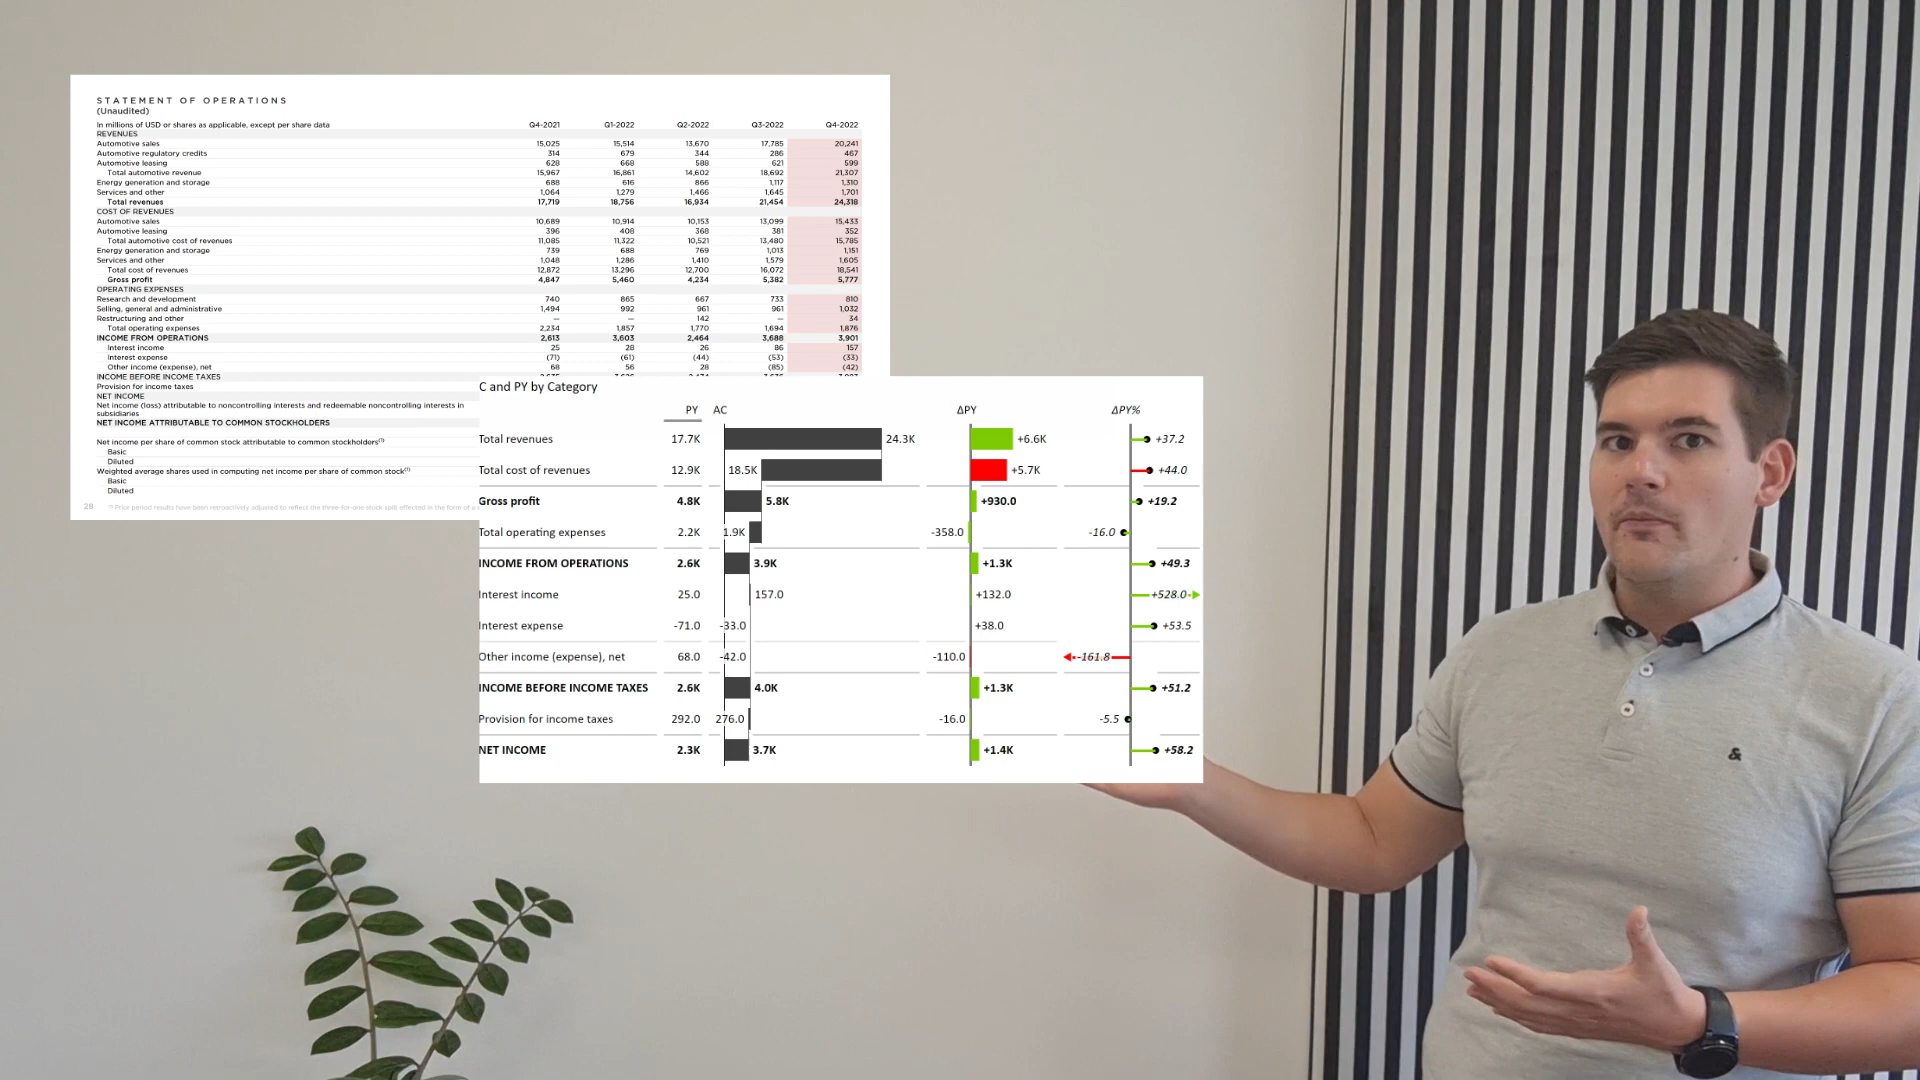 STATEMENT OF OPERATIONS
(Unaudited)
In millions of USD or shares as applicable, except per share data Q4-2021 Q1-2022 Q2-2022 Q3-2022 Q4-2022
REVENUES
Automotive sales 15,025 15,514 13,670 17,785 20,241
Automotive regulatory credits 314 679 344 286 467
Automotive leasing 628 668 588 621 599
Total automotive revenue 15,967 16,861 14,602 18,692 21,307
Energy generation and storage 688 616 866 1,117 1,310
Services and other 1,064 1,279 1,466 1,645 1,701
Total revenues 17,719 18,756 16,934 21,454 24,318
COST OF REVENUES
Automotive sales 10,689 10,914 10,153 13,099 15,433
Automotive leasing 396 408 368 381 352
Total automotive cost of revenues 11,085 11,322 10,521 13,480 15,785
Energy generation and storage 739 688 769 1,013 1,151
Services and other 1,048 1,286 1,410 1,579 1,605
Total cost of revenues 12,872 13,296 12,700 16,072 18,541
Gross profit 4,847 5,460 4,234 5,382 5,777
OPERATING EXPENSES
Research and development 740 865 667 733 810
Selling, general and administrative 1,494 992 961 961 1,032
Restructuring and other — — 142 — 34
Total operating expenses 2,234 1,857 1,770 1,694 1,876
INCOME FROM OPERATIONS 2,613 3,603 2,464 3,688 3,901
Interest income 25 28 26 86 157
Interest expense (71) (61) (44) (53) (33)
Other income (expense), net 68 56 28 (85) (42)
INCOME BEFORE INCOME TAXES
Provision for income taxes
NET INCOME
Net income (loss) attributable to noncontrolling interests and redeemable noncontrolling interests in
subsidiaries
NET INCOME ATTRIBUTABLE TO COMMON STOCKHOLDERS
Net income per share of common stock attributable to common stockholders(1)
Basic
Diluted
Weighted average shares used in computing net income per share of common stock(1)
Basic
Diluted
28 (1) Prior period results have been retroactively adjusted to reflect the three-for-one stock split effected in the form of a
C and PY by Category
PY AC ΔPY ΔPY%
Total revenues 17.7K 24.3K +6.6K +37.2
Total cost of revenues 12.9K 18.5K +5.7K +44.0
Gross profit 4.8K 5.8K +930.0 +19.2
Total operating expenses 2.2K 1.9K -358.0 -16.0
INCOME FROM OPERATIONS 2.6K 3.9K +1.3K +49.3
Interest income 25.0 157.0 +132.0 +528.0
Interest expense -71.0 -33.0 +38.0 +53.5
Other income (expense), net 68.0 -42.0 -110.0 -161.8
INCOME BEFORE INCOME TAXES 2.6K 4.0K +1.3K +51.2
Provision for income taxes 292.0 276.0 -16.0 -5.5
NET INCOME 2.3K 3.7K +1.4K +58.2
&